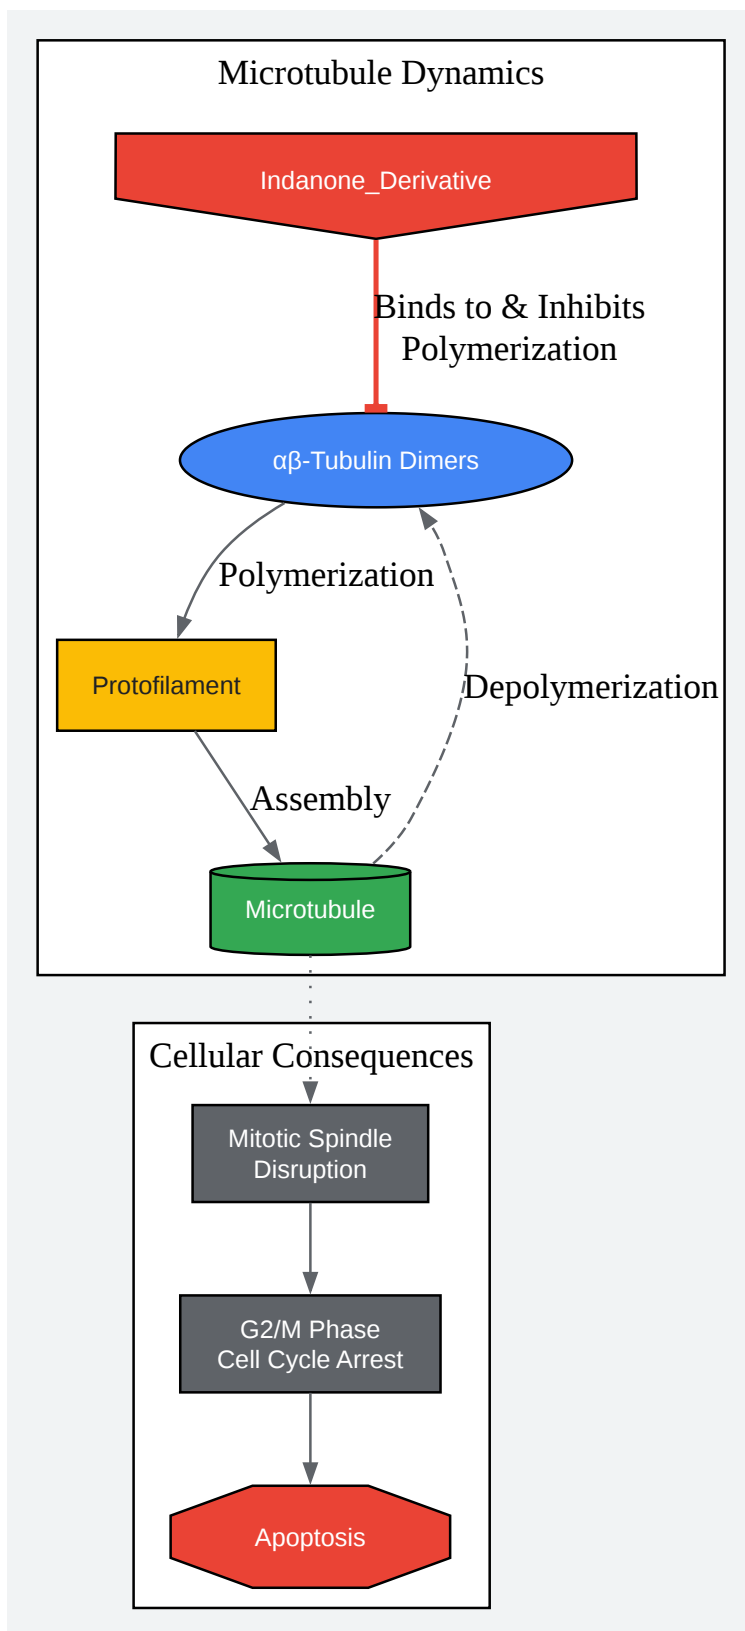 Microtubule Dynamics
Indanone_Derivative
Binds to & Inhibits
Polymerization
αβ-Tubulin Dimers
Polymerization
Protofilament
Depolymerization
Assembly
Microtubule
Cellular Consequences
Mitotic Spindle
Disruption
G2/M Phase
Cell Cycle Arrest
Apoptosis